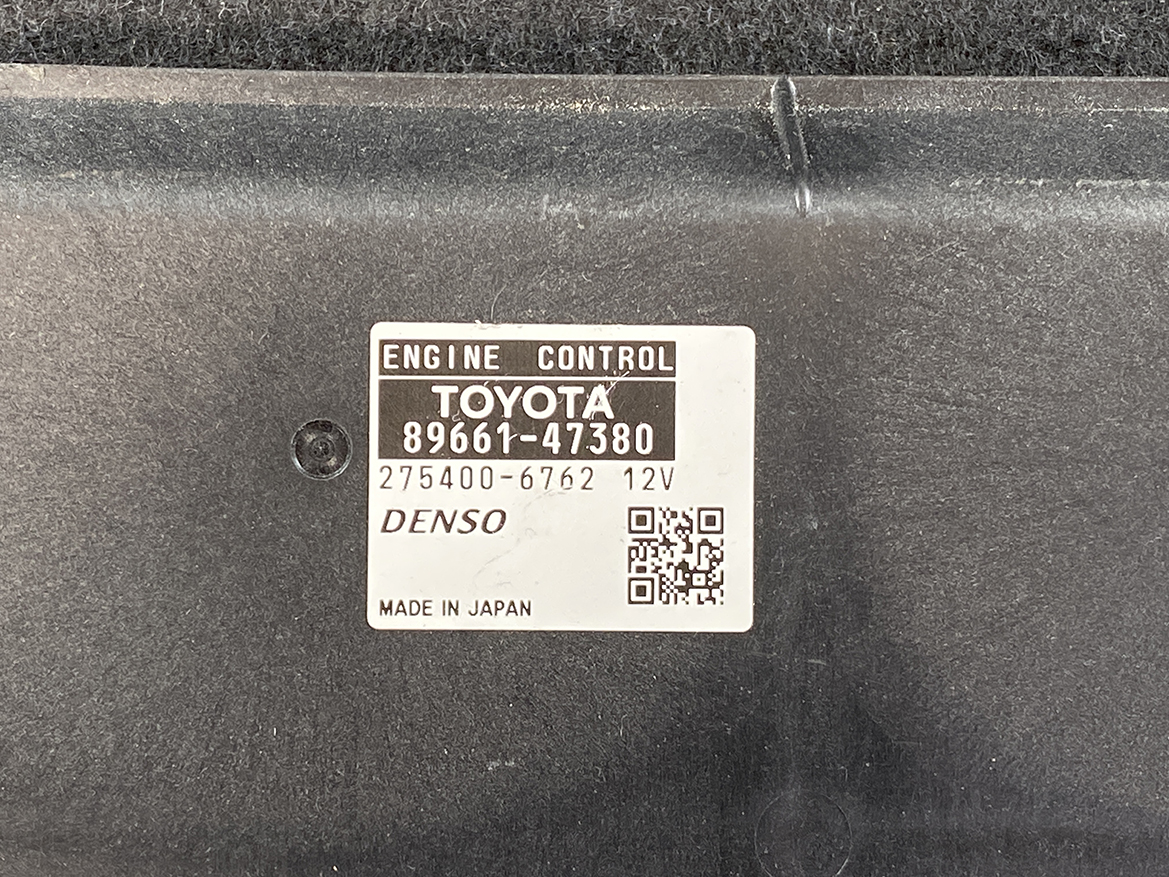 ENGINE CONTROL
TOYOTA
89661-47380
275400-6762 12V
DENSO
MADE IN JAPAN